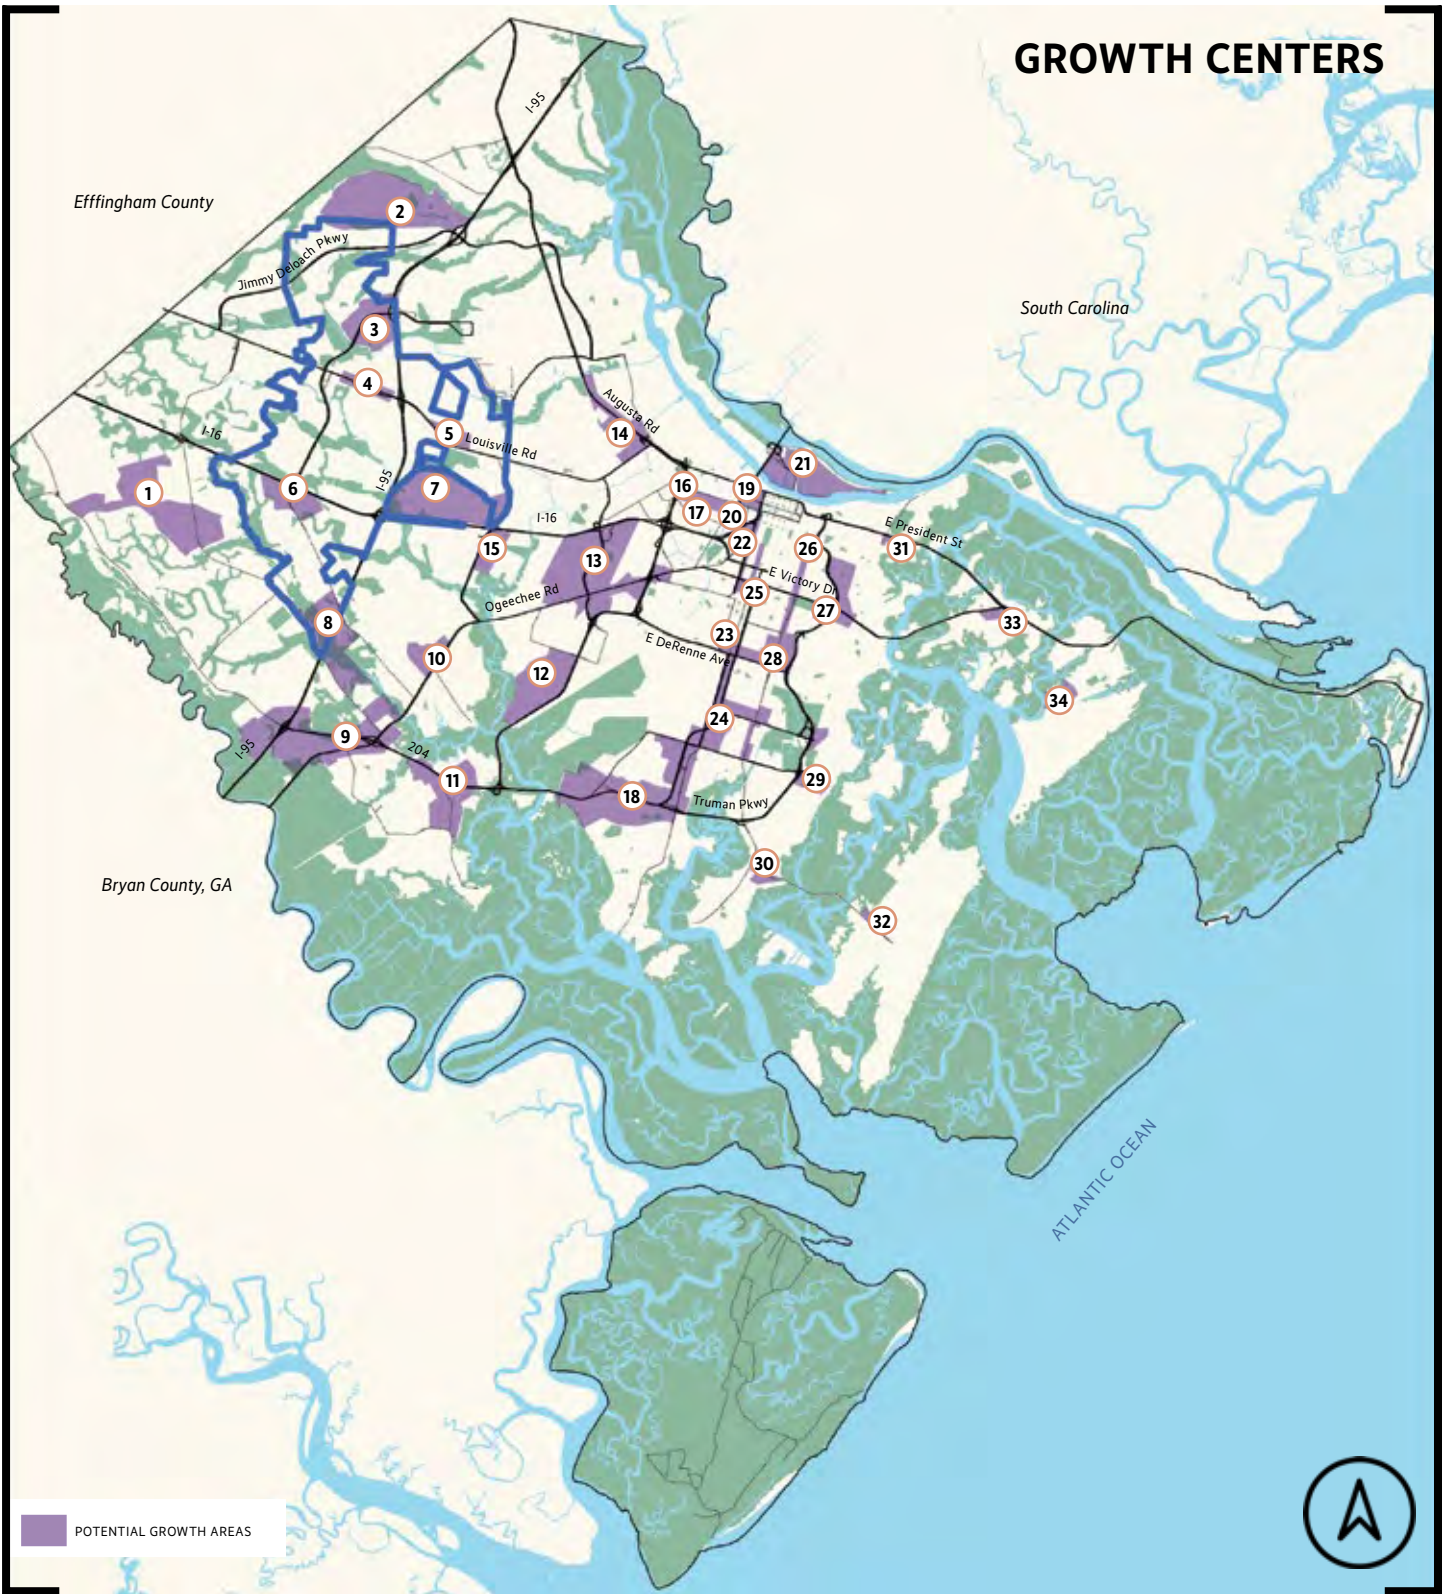 GROWTH CENTERS
I-95
Efffingham County
2
Jimmy Deloach Pkwy
South Carolina
3
4
Augusta Rd
I-16
5
Louisville Rd
14
21
I-95
1
6
7
16
19
17
20
I-16
E President St
22
15
26
31
13
E Victory Dr
Ogeechee Rd
25
27
8
33
23
E DeRenne Ave
10
28
12
34
24
9
I-95
204
11
29
18
Truman Pkwy
30
Bryan County, GA
32
ATLANTIC OCEAN
POTENTIAL GROWTH AREAS